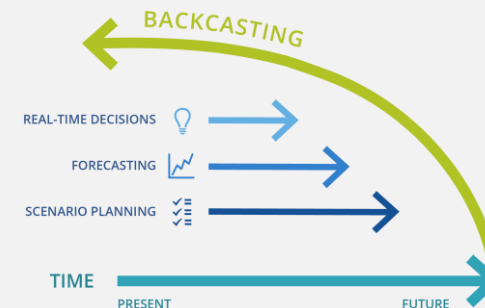 BACKCASTING
REAL-TIME DECISIONS
FORECASTING
SCENARIO PLANNING
TIME
PRESENT
FUTURE